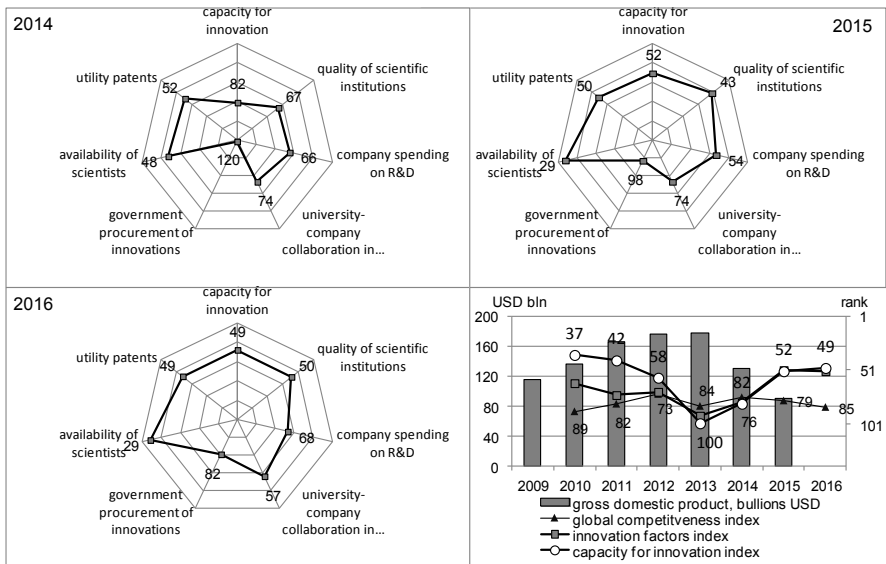 2014
capacity for
innovation
82
quality of scientific
institutions
67
company spending
on R&D
66
university-
company
collaboration in...
74
government
procurement of
innovations
120
availability of
scientists
48
utility patents
52
2015
capacity for
innovation
52
quality of scientific
institutions
43
company spending
on R&D
54
university-
company
collaboration in...
74
government
procurement of
innovations
98
availability of
scientists
29
utility patents
50
2016
capacity for
innovation
49
quality of scientific
institutions
50
company spending
on R&D
68
university-
company
collaboration in...
57
government
procurement of
innovations
82
availability of
scientists
29
utility patents
49
USD bln
rank
200
160
120
80
40
0
1
51
101
37
42
58
84
82
52
49
89
82
73
100
76
79
85
2009 2010 2011 2012 2013 2014 2015 2016
gross domestic product, bullions USD
global competitveness index
innovation factors index
capacity for innovation index